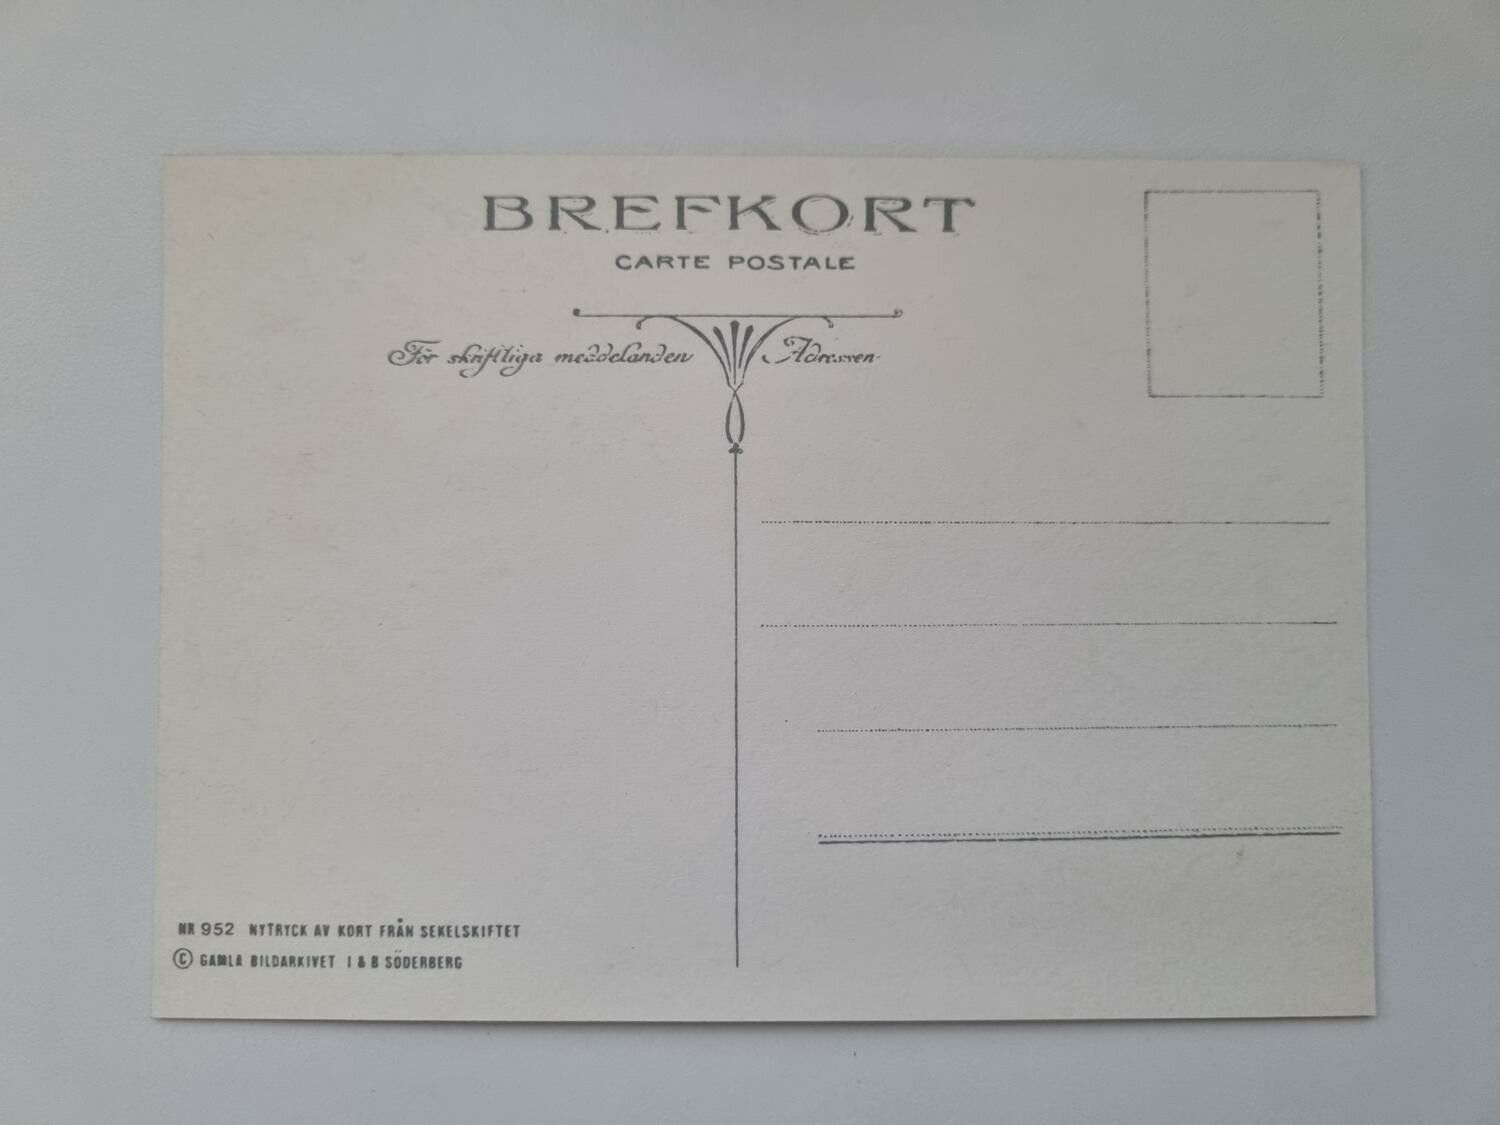 BREFKORT
CARTE POSTALE
För skriftliga meddelanden
Adressen
NR 952 NYTRYCK AV KORT FRÅN SEKELSKIFTET
© GAMLA BILDARKIVET I & B SÖDERBERG